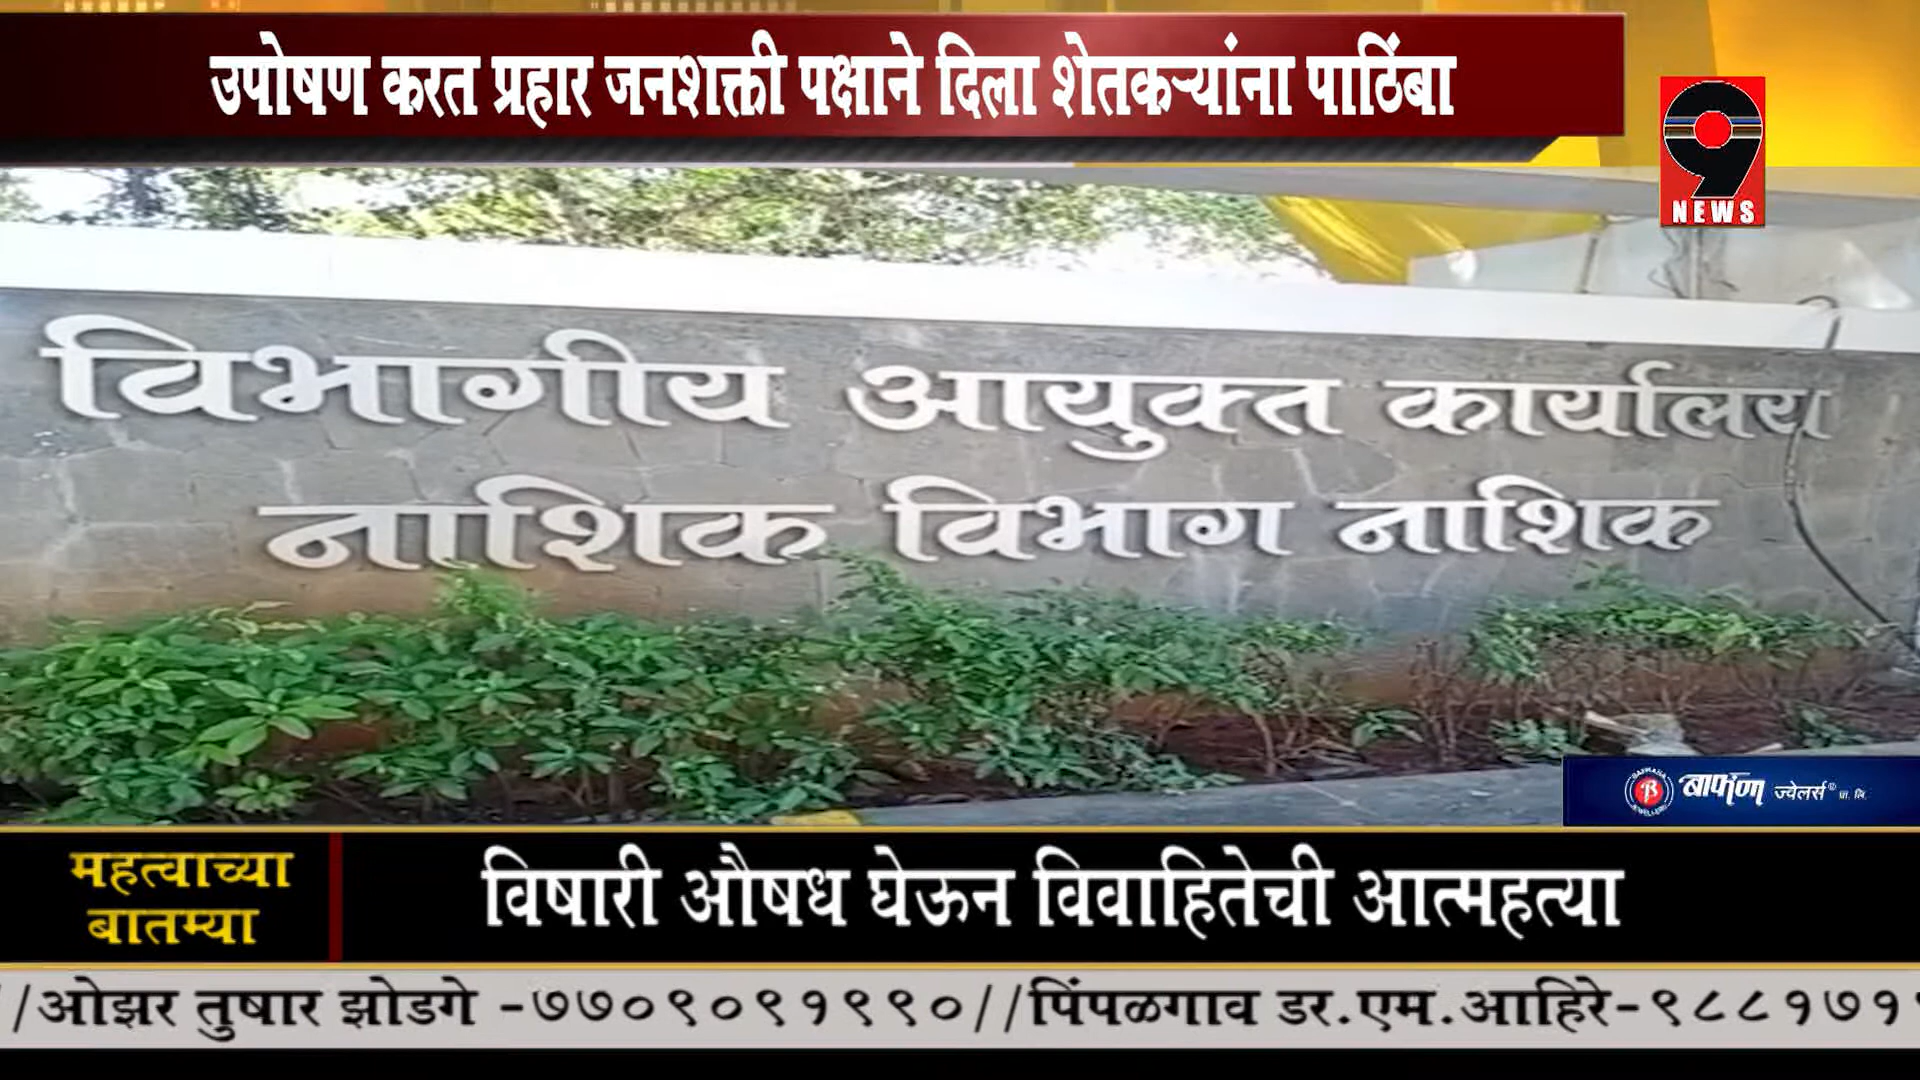 उपोषण करत प्रहार जनशक्ती पक्षाने दिला शेतकऱ्यांना पाठिंबा
9
NEWS
विभागीय आयुक्त कार्यालय
नाशिक विभाग नाशिक
बाफणा ज्वेलर्स प्रा. लि.
महत्वाच्या
बातम्या
विषारी औषध घेऊन विवाहितेची आत्महत्या
//ओझर तुषार झोडगे -७७०९०९१९९०//पिंपळगाव डर.एम.आहिरे-९८८१७१